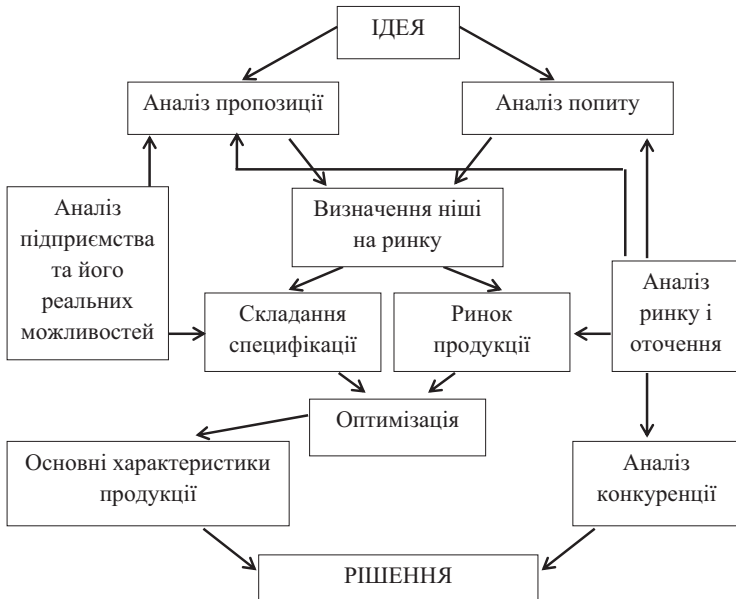 ІДЕЯ
Аналіз пропозиції
Аналіз попиту
Аналіз
підприємства
та його
реальних
можливостей
Визначення ніші
на ринку
Складання
специфікації
Ринок
продукції
Аналіз
ринку і
оточення
Оптимізація
Основні характеристики
продукції
Аналіз
конкуренції
РІШЕННЯ